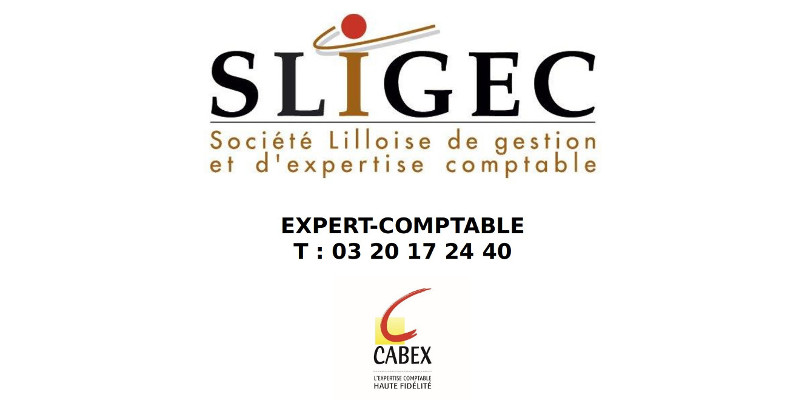 SLIGEC
Société Lilloise de gestion
et d'expertise comptable
EXPERT-COMPTABLE
T : 03 20 17 24 40
CABEX
L'EXPERTISE COMPTABLE
HAUTE FIDÉLITÉ